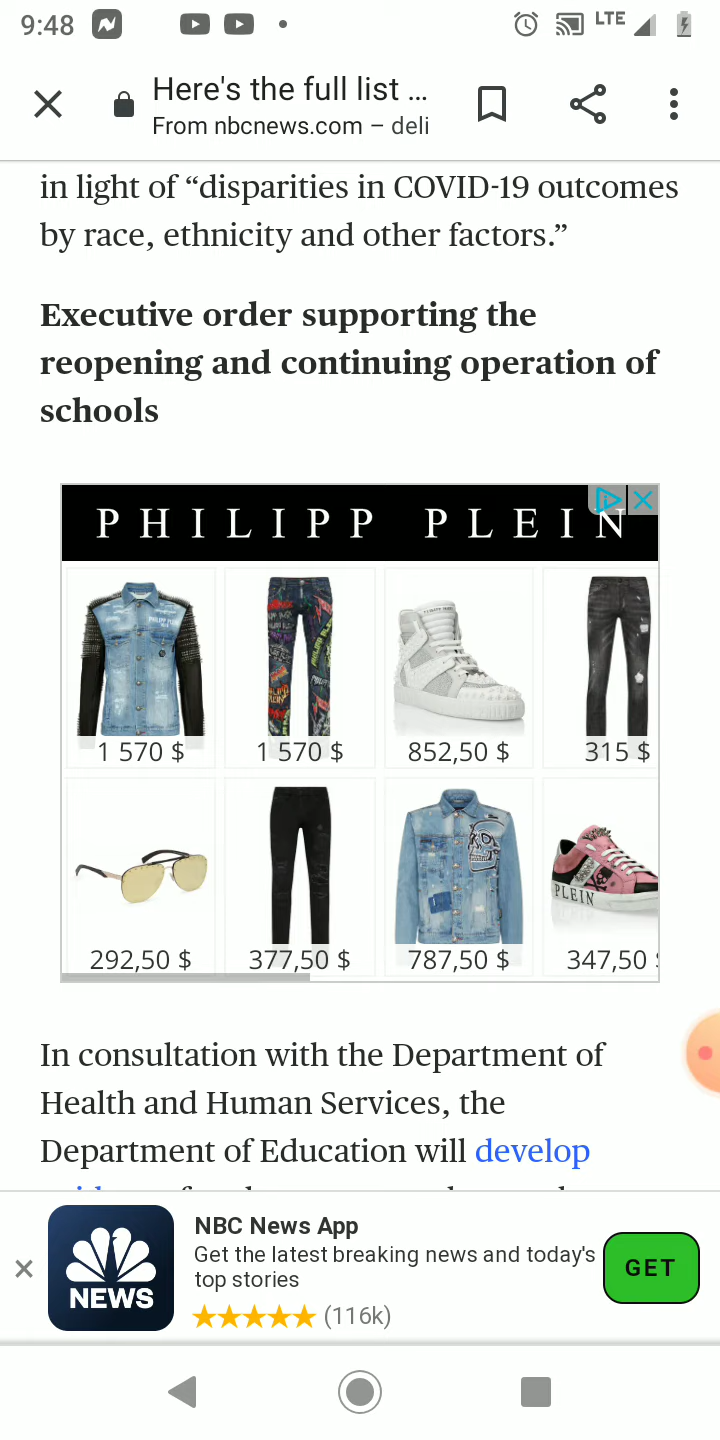 9:48
LTE
Here's the full list ...
From nbcnews.com – deli
in light of “disparities in COVID-19 outcomes
by race, ethnicity and other factors.”
Executive order supporting the
reopening and continuing operation of
schools
PHILIPP PLEIN
1 570 $
1 570 $
852,50 $
315 $
PLEIN
292,50 $
377,50 $
787,50 $
347,50 $
In consultation with the Department of
Health and Human Services, the
Department of Education will develop
NBC News App
Get the latest breaking news and today's
top stories
(116k)
NEWS
GET